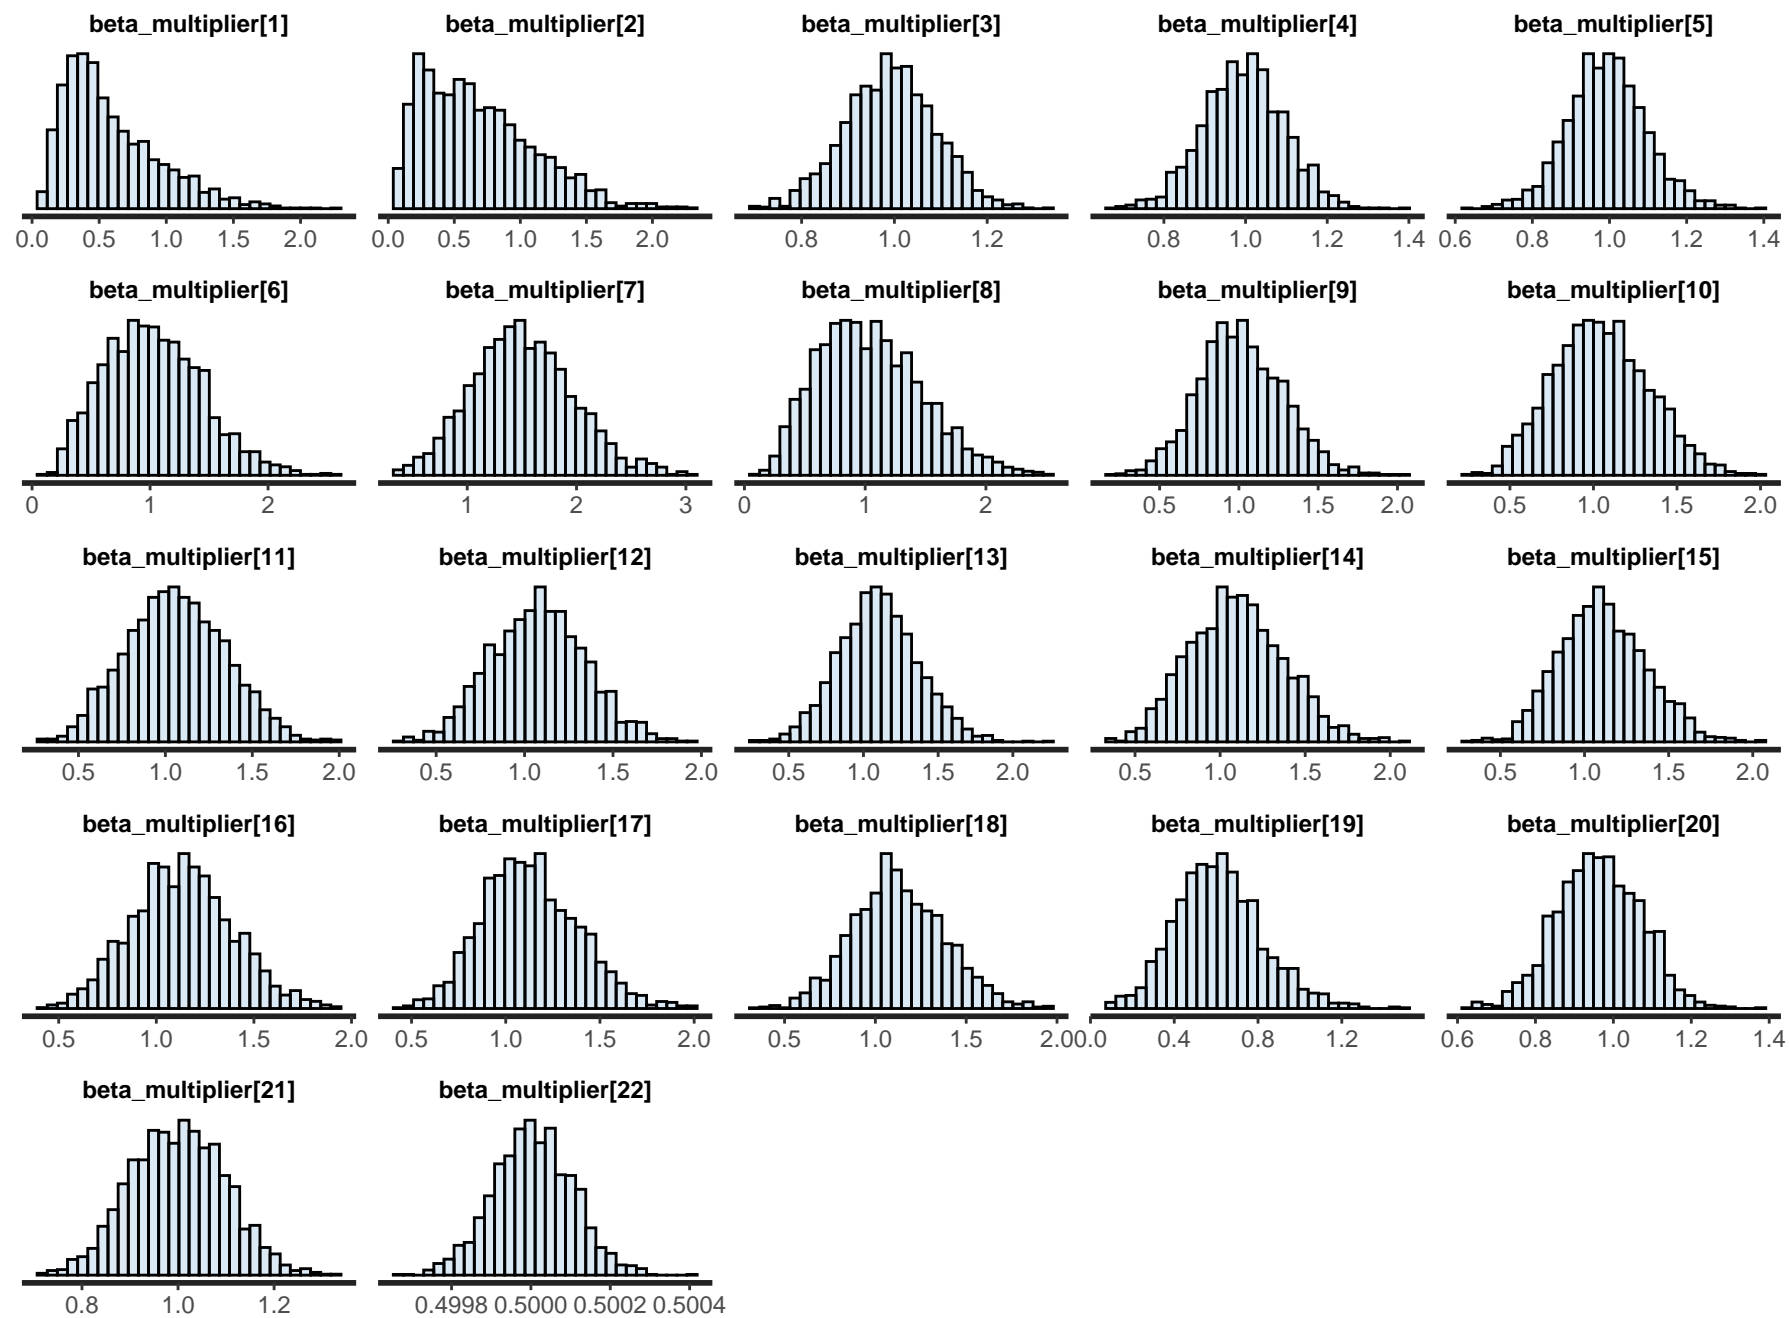 beta_multiplier[1] beta_multiplier[2] beta_multiplier[3] beta_multiplier[4] beta_multiplier[5]
0.0 0.5 1.0 1.5 2.0 0.0 0.5 1.0 1.5 2.0 0.8 1.0 1.2 0.8 1.0 1.2 1.4 0.6 0.8 1.0 1.2 1.4
beta_multiplier[6] beta_multiplier[7] beta_multiplier[8] beta_multiplier[9] beta_multiplier[10]
0 1 2 1 2 3 0 1 2 0.5 1.0 1.5 2.0 0.5 1.0 1.5 2.0
beta_multiplier[11] beta_multiplier[12] beta_multiplier[13] beta_multiplier[14] beta_multiplier[15]
0.5 1.0 1.5 2.0 0.5 1.0 1.5 2.0 0.5 1.0 1.5 2.0 0.5 1.0 1.5 2.0 0.5 1.0 1.5 2.0
beta_multiplier[16] beta_multiplier[17] beta_multiplier[18] beta_multiplier[19] beta_multiplier[20]
0.5 1.0 1.5 2.0 0.5 1.0 1.5 2.0 0.5 1.0 1.5 2.0 0.0 0.4 0.8 1.2 0.6 0.8 1.0 1.2 1.4
beta_multiplier[21] beta_multiplier[22]
0.8 1.0 1.2 0.4998 0.5000 0.5002 0.5004